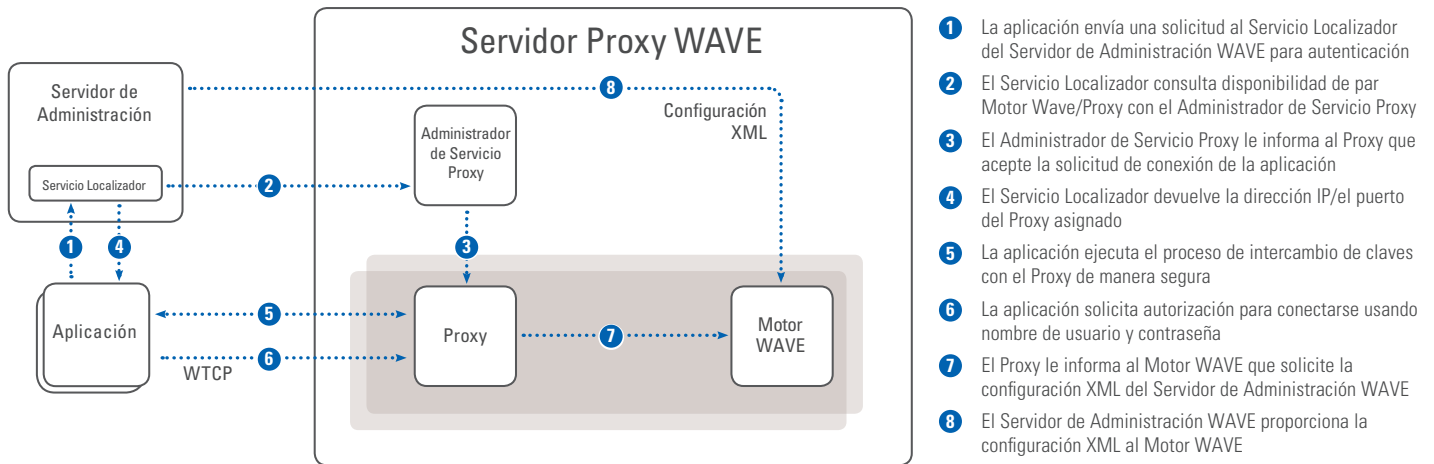 Servidor Proxy WAVE
Servidor de
Administración
Servicio Localizador
8
Configuración
XML
Administrador
de Servicio
Proxy
2
1
4
3
Aplicación
5
6
WTCP
Proxy
7
Motor
WAVE
1 La aplicación envía una solicitud al Servicio Localizador
del Servidor de Administración WAVE para autenticación
2 El Servicio Localizador consulta disponibilidad de par
Motor Wave/Proxy con el Administrador de Servicio Proxy
3 El Administrador de Servicio Proxy le informa al Proxy que
acepte la solicitud de conexión de la aplicación
4 El Servicio Localizador devuelve la dirección IP/el puerto
del Proxy asignado
5 La aplicación ejecuta el proceso de intercambio de claves
con el Proxy de manera segura
6 La aplicación solicita autorización para conectarse usando
nombre de usuario y contraseña
7 El Proxy le informa al Motor WAVE que solicite la
configuración XML del Servidor de Administración WAVE
8 El Servidor de Administración WAVE proporciona la
configuración XML al Motor WAVE